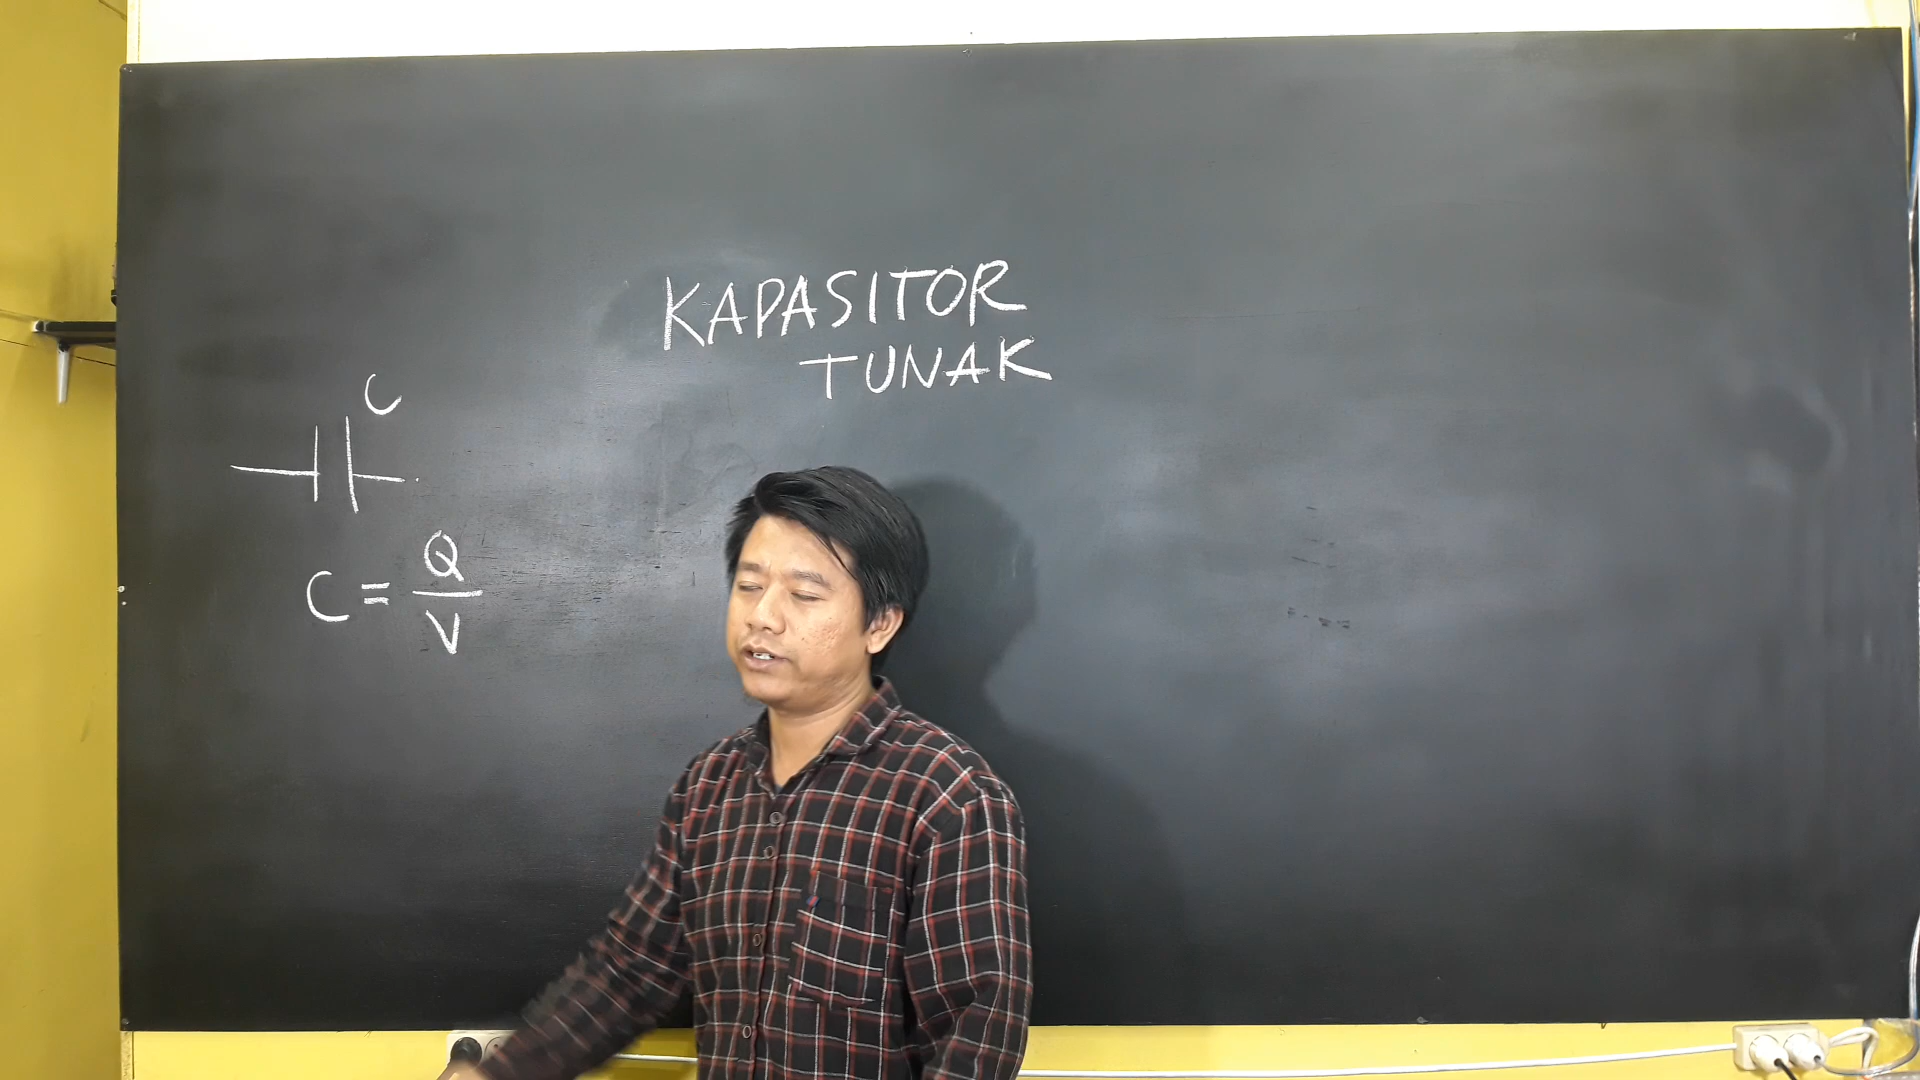 KAPASITOR
TUNAK
C
C = Q
V